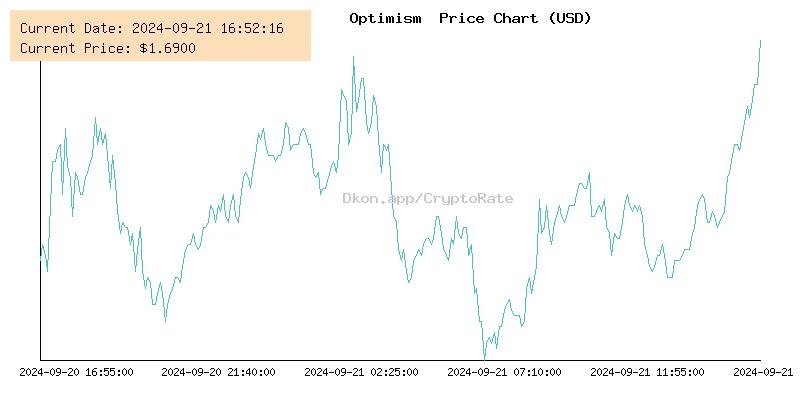 Optimism  Price Chart (USD)
Current Date: 2024-09-21 16:52:16
Current Price: $1.6900
Dkon.app/CryptoRate
2024-09-20 16:55:00 2024-09-20 21:40:00 2024-09-21 02:25:00 2024-09-21 07:10:00 2024-09-21 11:55:00 2024-09-21